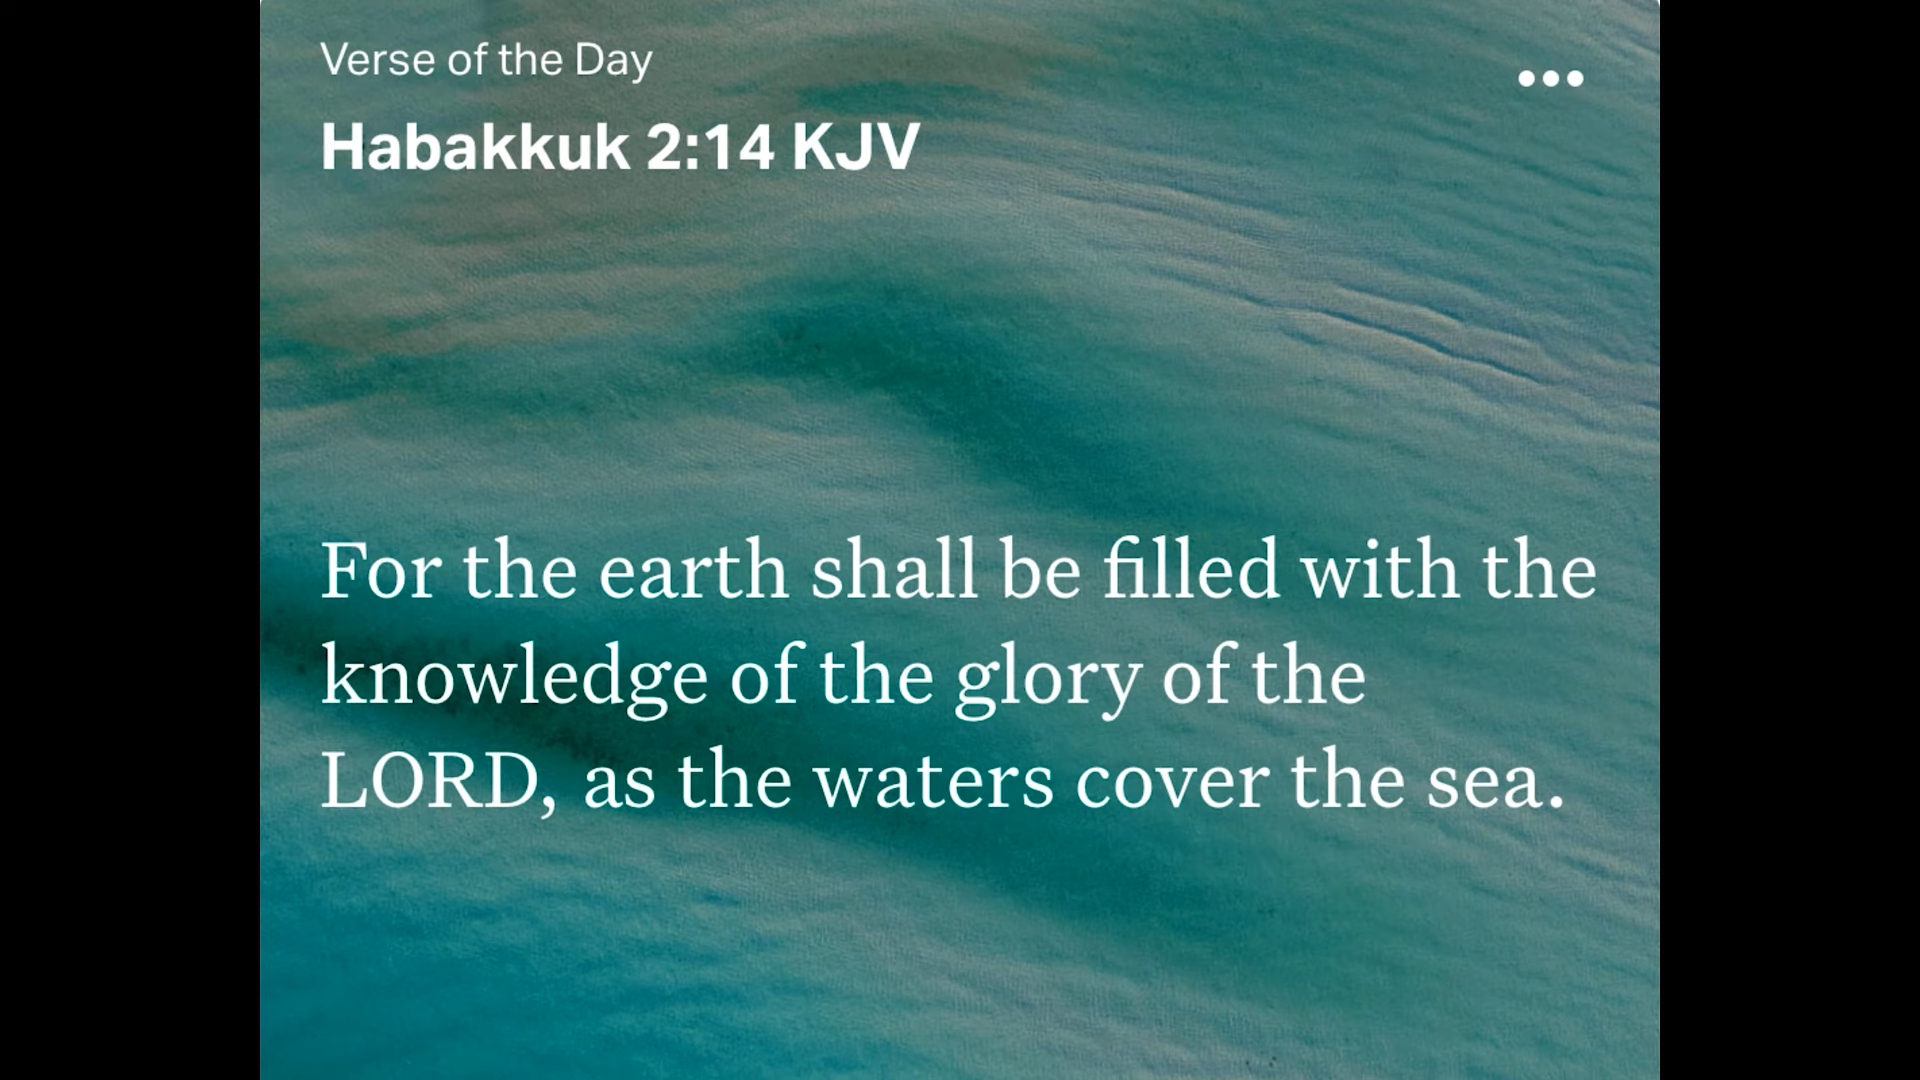 Verse of the Day
Habakkuk 2:14 KJV
For the earth shall be filled with the
knowledge of the glory of the
LORD, as the waters cover the sea.